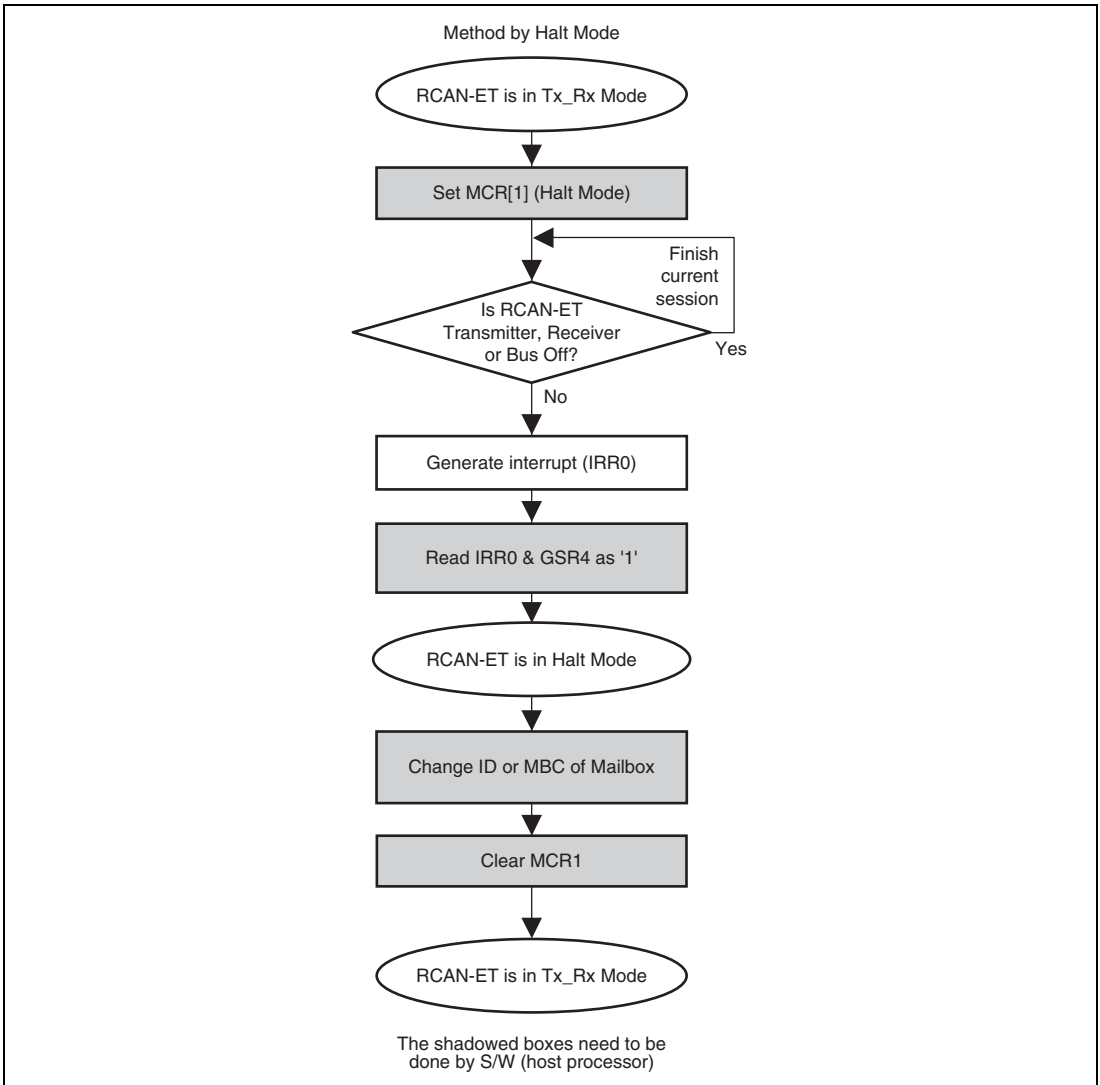 Method by Halt Mode
RCAN-ET is in Tx_Rx Mode
Set MCR[1] (Halt Mode)
Finish
current
session
Is RCAN-ET
Transmitter, Receiver
or Bus Off?
Yes
No
Generate interrupt (IRR0)
Read IRR0 & GSR4 as '1'
RCAN-ET is in Halt Mode
Change ID or MBC of Mailbox
Clear MCR1
RCAN-ET is in Tx_Rx Mode
The shadowed boxes need to be
done by S/W (host processor)